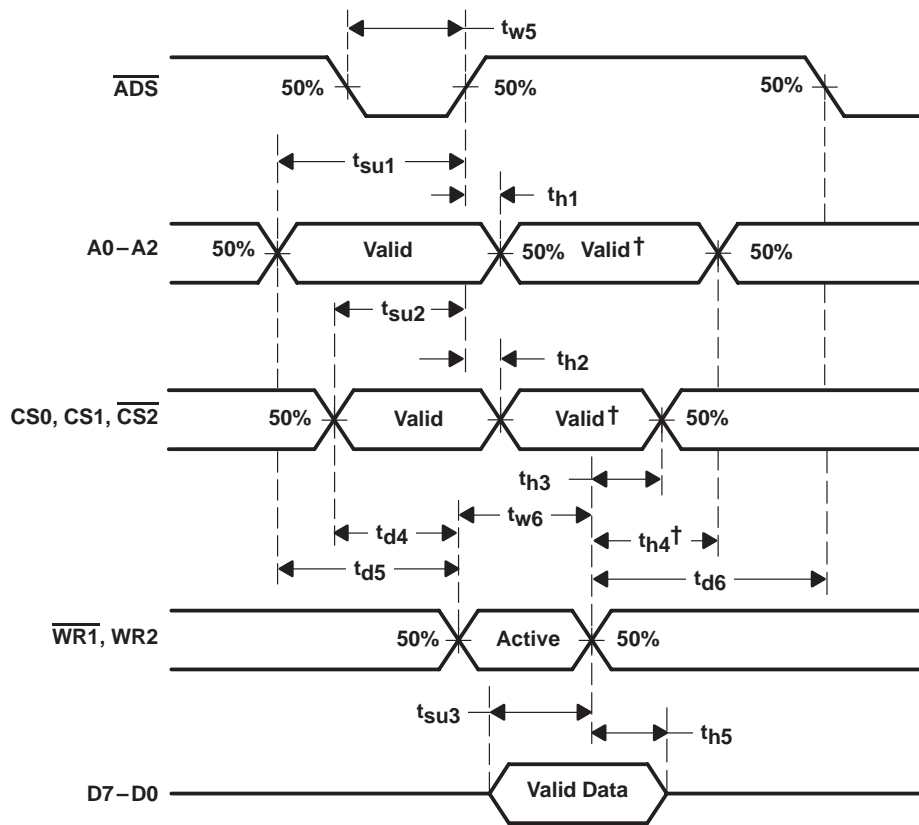 tw5
ADS
50%
50%
50%
tsu1
th1
A0–A2
50%
Valid
50%
Valid†
50%
tsu2
th2
CS0, CS1, CS2
50%
Valid
Valid†
50%
th3
tw6
td4
th4†
td5
td6
WR1, WR2
50%
Active
50%
tsu3
th5
D7–D0
Valid Data